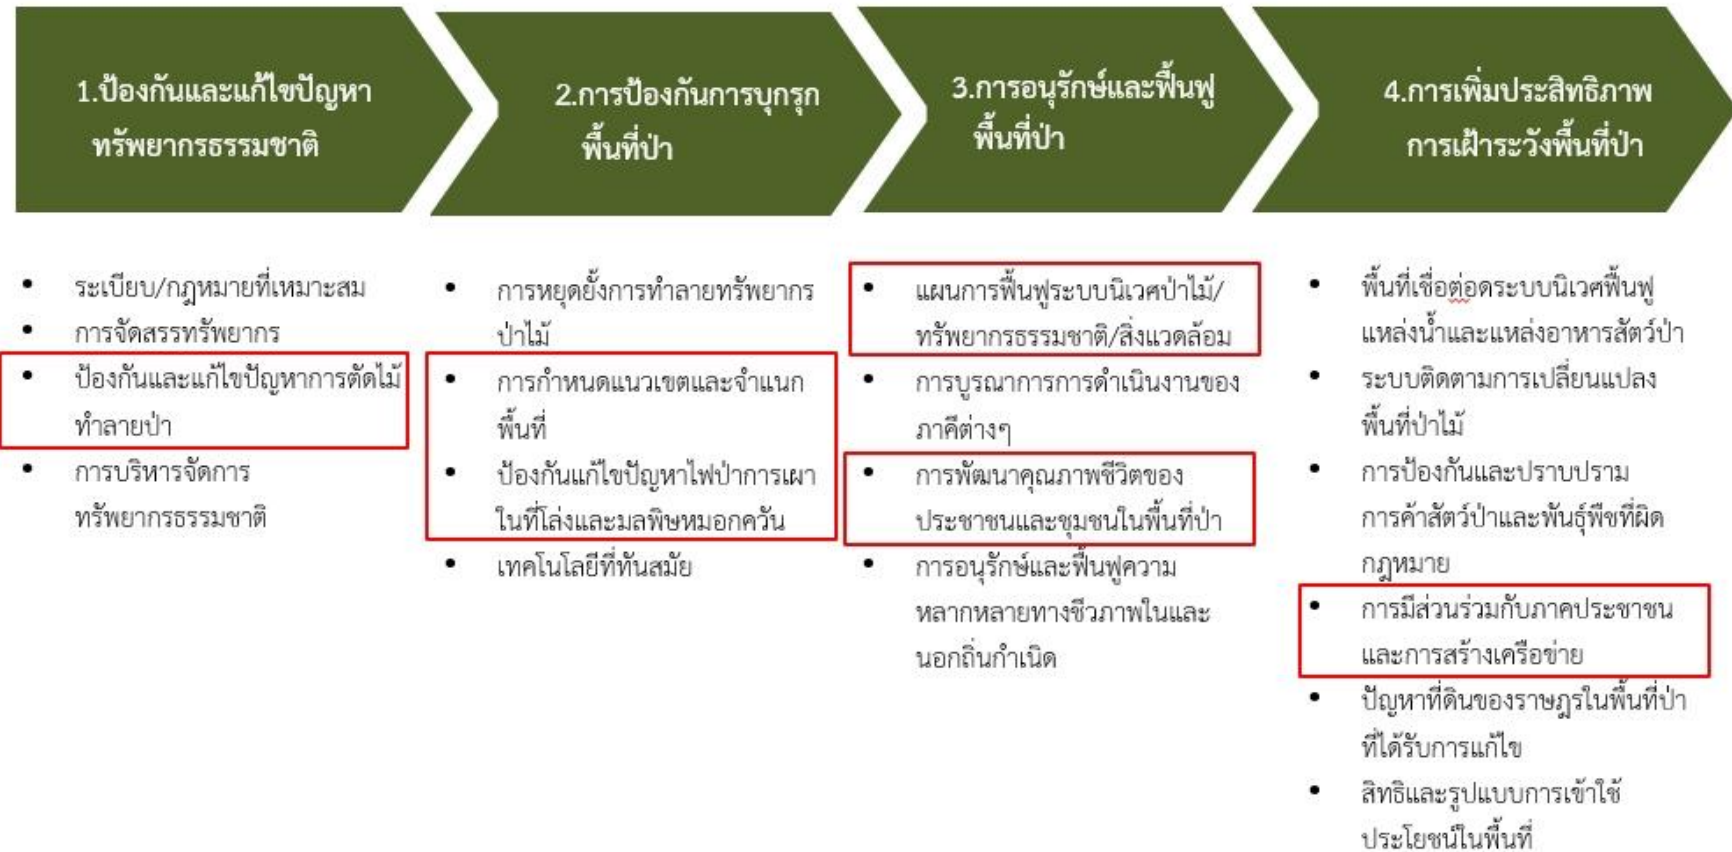 1.ป้องกันและแก้ไขปัญหา
ทรัพยากรธรรมชาติ
2.การป้องกันการบุกรุก
พื้นที่ป่า
3.การอนุรักษ์และฟื้นฟู
พื้นที่ป่า
4.การเพิ่มประสิทธิภาพ
การเฝ้าระวังพื้นที่ป่า
• ระเบียบ/กฎหมายที่เหมาะสม
• การจัดสรรทรัพยากร
• ป้องกันและแก้ไขปัญหาการตัดไม้
ทำลายป่า
• การบริหารจัดการ
ทรัพยากรธรรมชาติ
• การหยุดยั้งการทำลายทรัพยากร
ป่าไม้
• การกำหนดแนวเขตและจำแนก
พื้นที่
• ป้องกันแก้ไขปัญหาไฟป่าการเผา
ในที่โล่งและมลพิษหมอกควัน
• เทคโนโลยีที่ทันสมัย
• แผนการฟื้นฟูระบบนิเวศป่าไม้/
ทรัพยากรธรรมชาติ/สิ่งแวดล้อม
• การบูรณาการการดำเนินงานของ
ภาคีต่างๆ
• การพัฒนาคุณภาพชีวิตของ
ประชาชนและชุมชนในพื้นที่ป่า
• การอนุรักษ์และฟื้นฟูความ
หลากหลายทางชีวภาพในและ
นอกถิ่นกำเนิด
• พื้นที่เชื่อต่อดระบบนิเวศฟื้นฟู
แหล่งน้ำและแหล่งอาหารสัตว์ป่า
• ระบบติดตามการเปลี่ยนแปลง
พื้นที่ป่าไม้
• การป้องกันและปราบปราม
การค้าสัตว์ป่าและพันธุ์พืชที่ผิด
กฎหมาย
• การมีส่วนร่วมกับภาคประชาชน
และการสร้างเครือข่าย
• ปัญหาที่ดินของราษฎรในพื้นที่ป่า
ที่ได้รับการแก้ไข
• สิทธิและรูปแบบการเข้าใช้
ประโยชน์ในพื้นที่